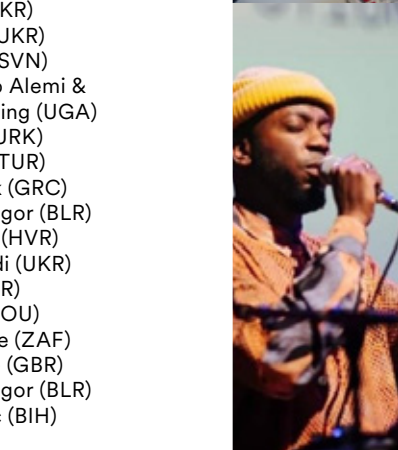 KR)
UKR)
SVN)
o Alemi &
ing (UGA)
URK)
TUR)
(GRC)
gor (BLR)
(HVR)
di (UKR)
R)
OU)
e (ZAF)
(GBR)
gor (BLR)
(BIH)